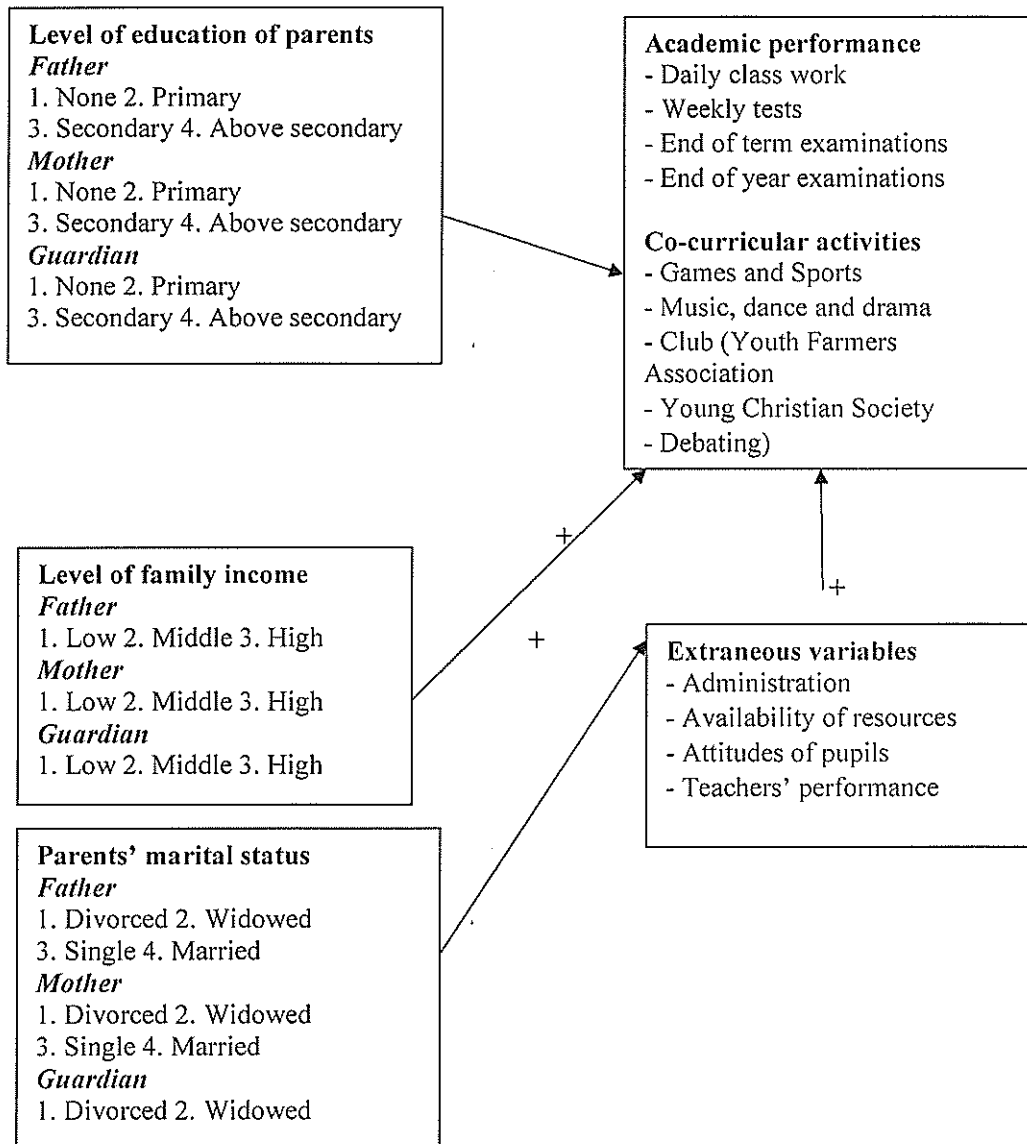 Level of education of parents
Father
1. None 2. Primary
3. Secondary 4. Above secondary
Mother
1. None 2. Primary
3. Secondary 4. Above secondary
Guardian
1. None 2. Primary
3. Secondary 4. Above secondary
Academic performance
- Daily class work
- Weekly tests
- End of term examinations
- End of year examinations
Co-curricular activities
- Games and Sports
- Music, dance and drama
- Club (Youth Farmers
Association
- Young Christian Society
- Debating)
+
+
+
Level of family income
Father
1. Low 2. Middle 3. High
Mother
1. Low 2. Middle 3. High
Guardian
1. Low 2. Middle 3. High
Extraneous variables
- Administration
- Availability of resources
- Attitudes of pupils
- Teachers' performance
Parents' marital status
Father
1. Divorced 2. Widowed
3. Single 4. Married
Mother
1. Divorced 2. Widowed
3. Single 4. Married
Guardian
1. Divorced 2. Widowed